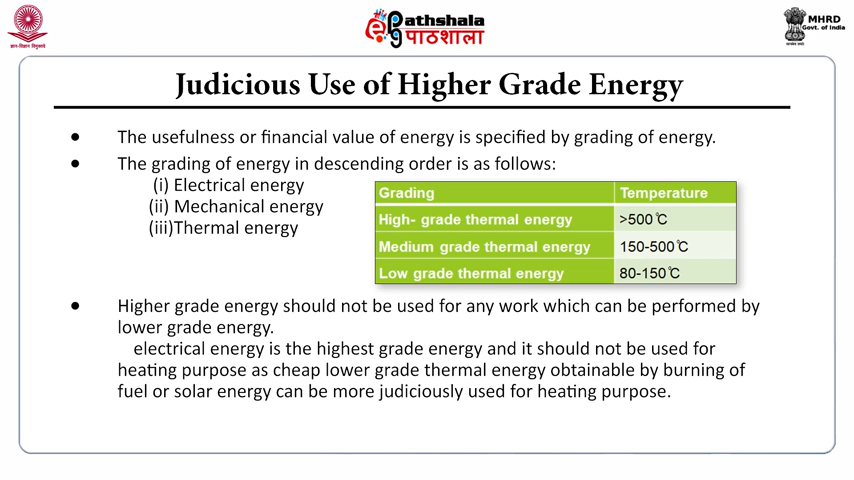 ज्ञान-विज्ञान विमुक्तये
ePathshala
पाठशाला
MHRD
Govt. of India
सत्यमेव जयते
Judicious Use of Higher Grade Energy
● The usefulness or financial value of energy is specified by grading of energy.
● The grading of energy in descending order is as follows:
(i) Electrical energy
(ii) Mechanical energy
(iii)Thermal energy
Grading Temperature
High- grade thermal energy >500℃
Medium grade thermal energy 150-500℃
Low grade thermal energy 80-150℃
● Higher grade energy should not be used for any work which can be performed by
lower grade energy.
electrical energy is the highest grade energy and it should not be used for
heating purpose as cheap lower grade thermal energy obtainable by burning of
fuel or solar energy can be more judiciously used for heating purpose.